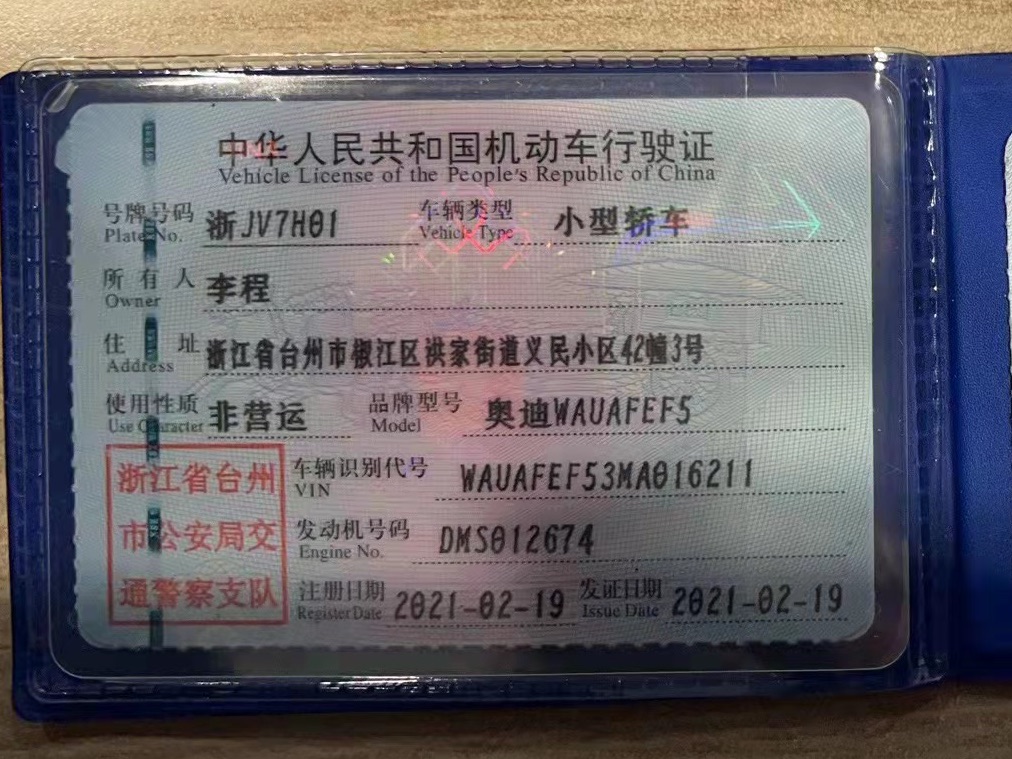 中华人民共和国机动车行驶证
Vehicle License of the People's Republic of China
号牌号码 浙JV7H01 车辆类型 小型轿车
Plate No. Vehicle Type
所有人 李程
Owner
住址 浙江省台州市椒江区洪家街道义民小区42幢3号
Address
使用性质 非营运 品牌型号 奥迪WAUAFEF5
Use Character Model
浙江省台州
市公安局交
通警察支队
车辆识别代号 WAUAFEF53MA016211
VIN
发动机号码 DMS012674
Engine No.
注册日期 2021-02-19 发证日期 2021-02-19
Register Date Issue Date